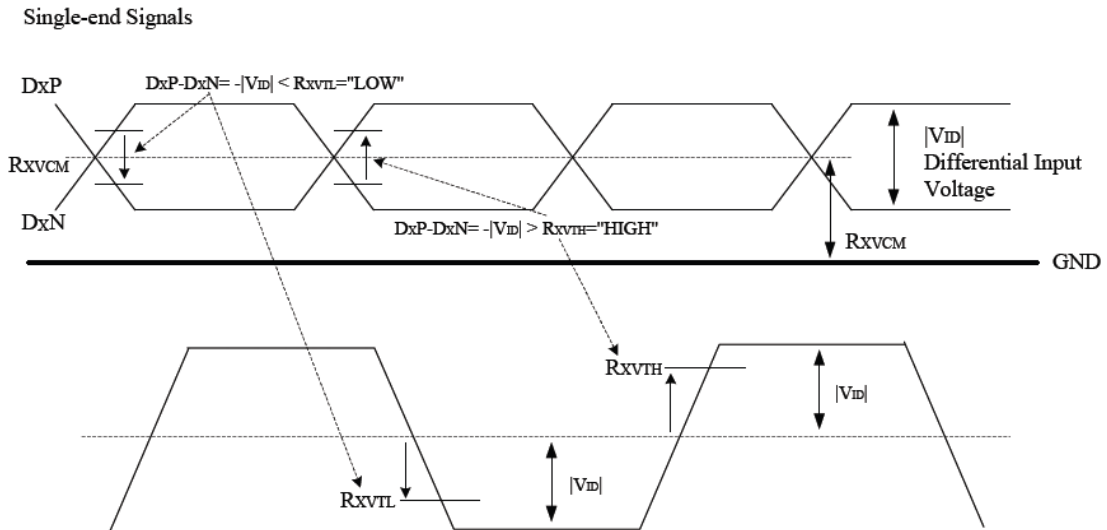 Single-end Signals
DxP
DxP-DxN= -|VID| < RXVTL="LOW"
RXVCM
|VID|
Differential Input
Voltage
DxN
DxP-DxN= -|VID| > RXVTH="HIGH"
RXVCM
GND
RXVTH
|VID|
RXVTL
|VID|